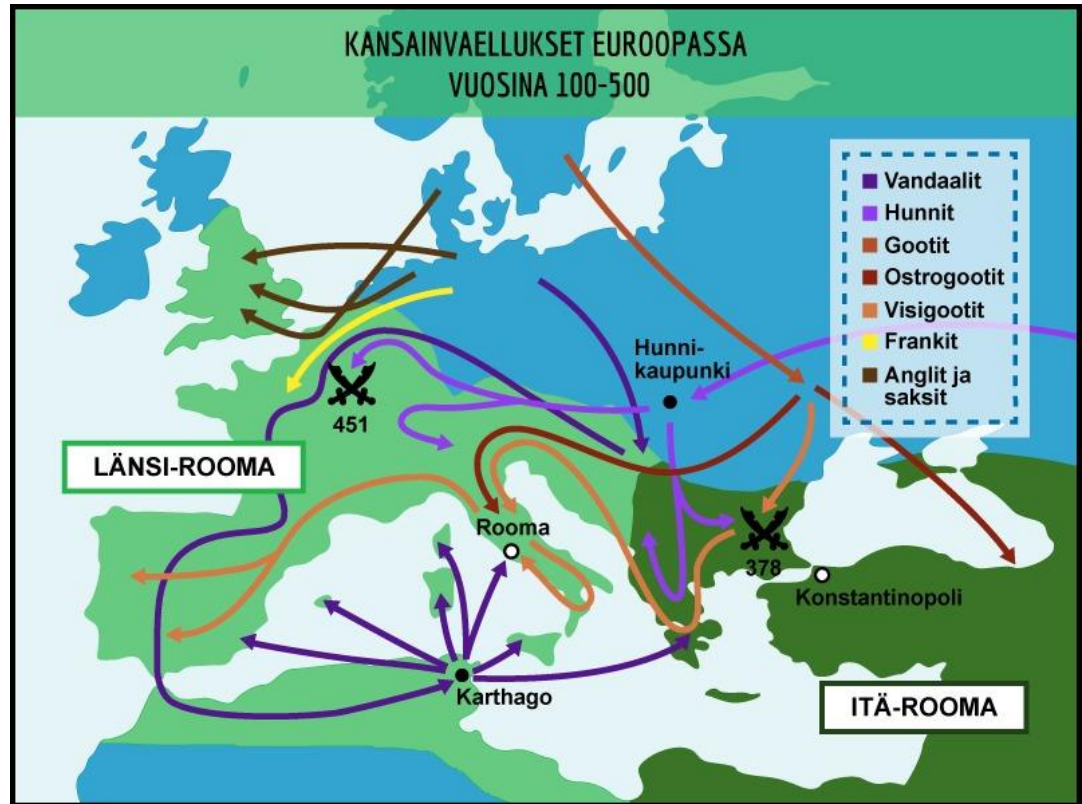 KANSAINVAELLUKSET EUROOPASSA
VUOSINA 100-500
Vandaalit
Hunnit
Gootit
Ostrogootit
Visigootit
Frankit
Anglit ja
saksit
Hunni-
kaupunki
451
LÄNSI-ROOMA
Rooma
378
Konstantinopoli
Karthago
ITÄ-ROOMA